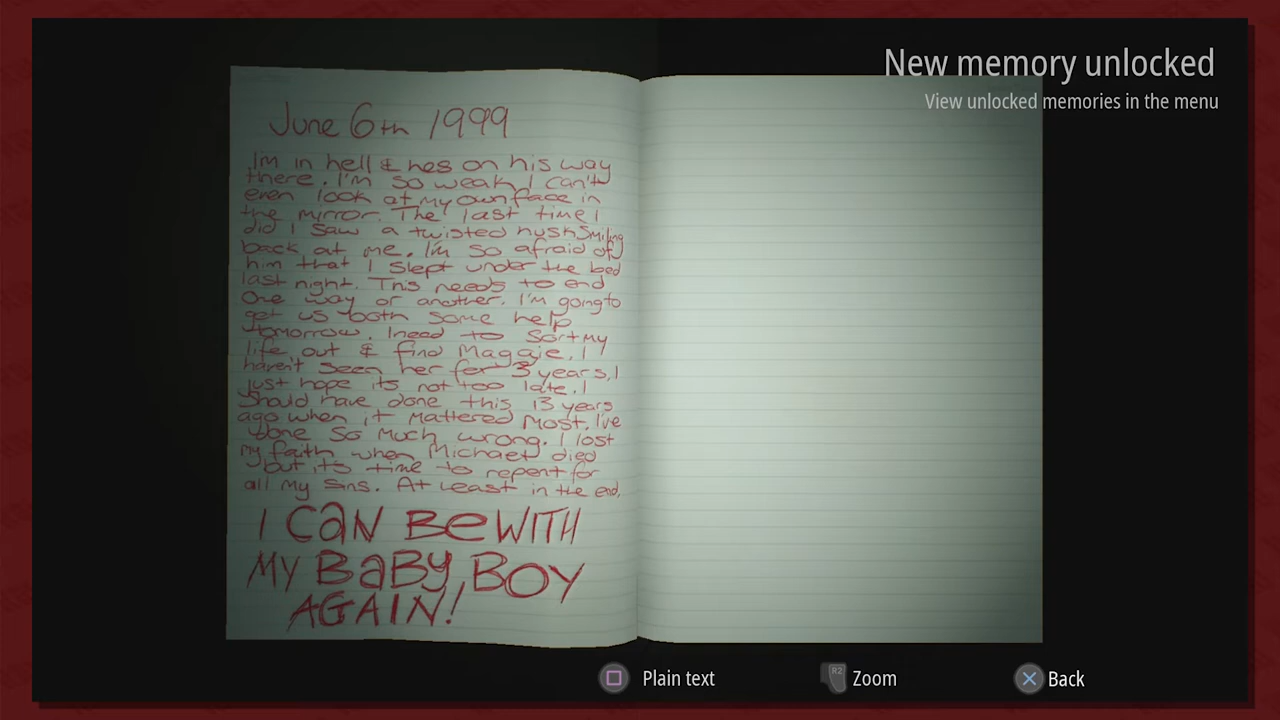 New memory unlocked
View unlocked memories in the menu
June 6th 1999
Im in hell & hes on his way
there. I'm so weak I can't
even look at my own face in
the mirror. The last time I
did I saw a twisted husk smiling
back at me. I'm so afraid of
him that I slept under the bed
last night. This needs to end
One way or another. I'm going to
get us both some help
tomorrow. I need to sort my
life out & find Maggie. I
haven't seen her for 3 years, I
just hope its not too late. I
Should have done this 13 years
ago when it mattered most. I've
done so much wrong. I lost
my faith when Michael died
but its time to repent for
all my sins. At least in the end,
I CAN BE WITH
MY BABY BOY
AGAIN!
R2
Plain text
Zoom
Back